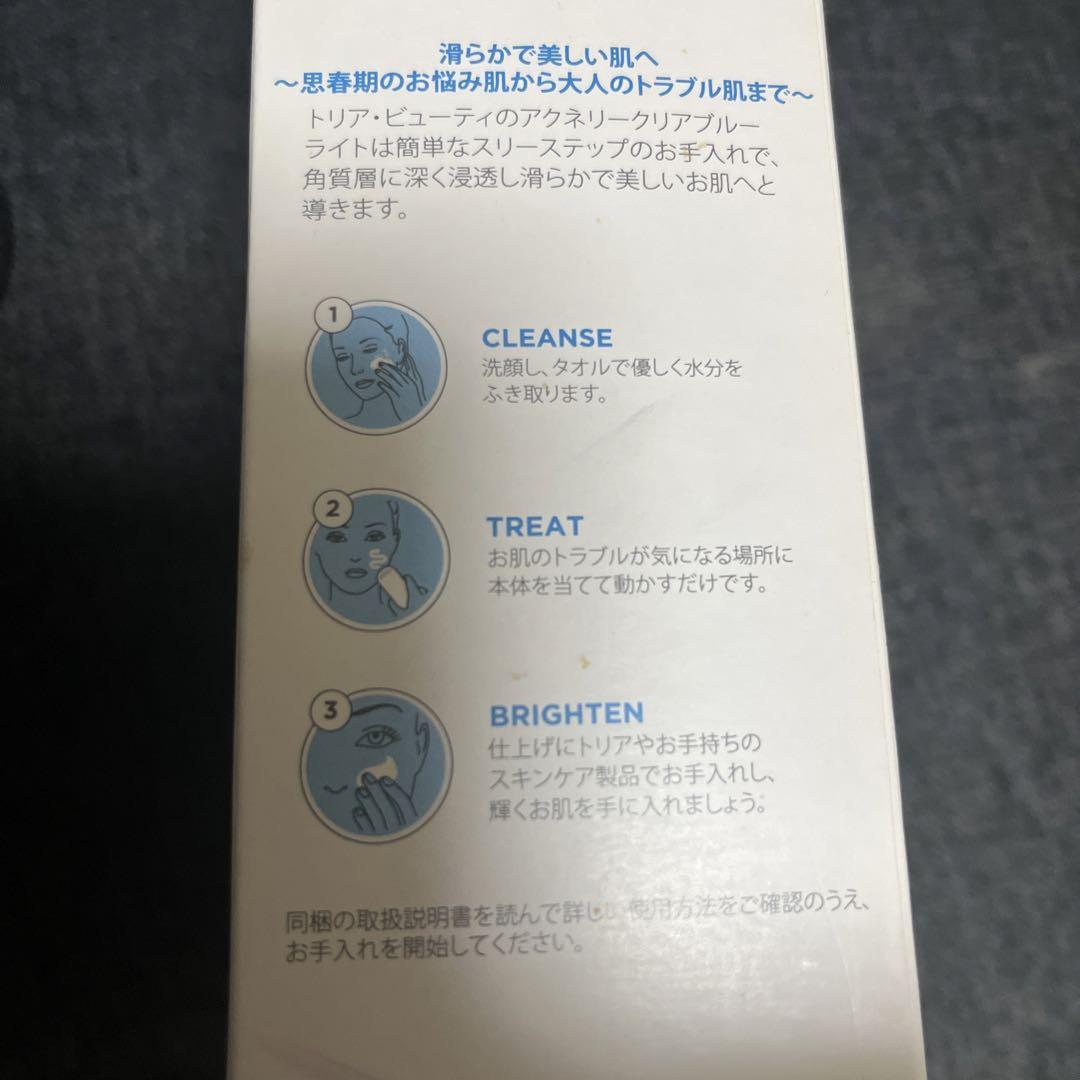 滑らかで美しい肌へ
～思春期のお悩み肌から大人のトラブル肌まで～
トリア・ビューティのアクネリークリアブルー
ライトは簡単なスリーステップのお手入れで、
角質層に深く浸透し滑らかで美しいお肌へと
導きます。
1
CLEANSE
洗顔し、タオルで優しく水分を
ふき取ります。
2
TREAT
お肌のトラブルが気になる場所に
本体を当てて動かすだけです。
3
BRIGHTEN
仕上げにトリアやお手持ちの
スキンケア製品でお手入れし、
輝くお肌を手に入れましょう。
同梱の取扱説明書を読んで詳しい使用方法をご確認のうえ、
お手入れを開始してください。